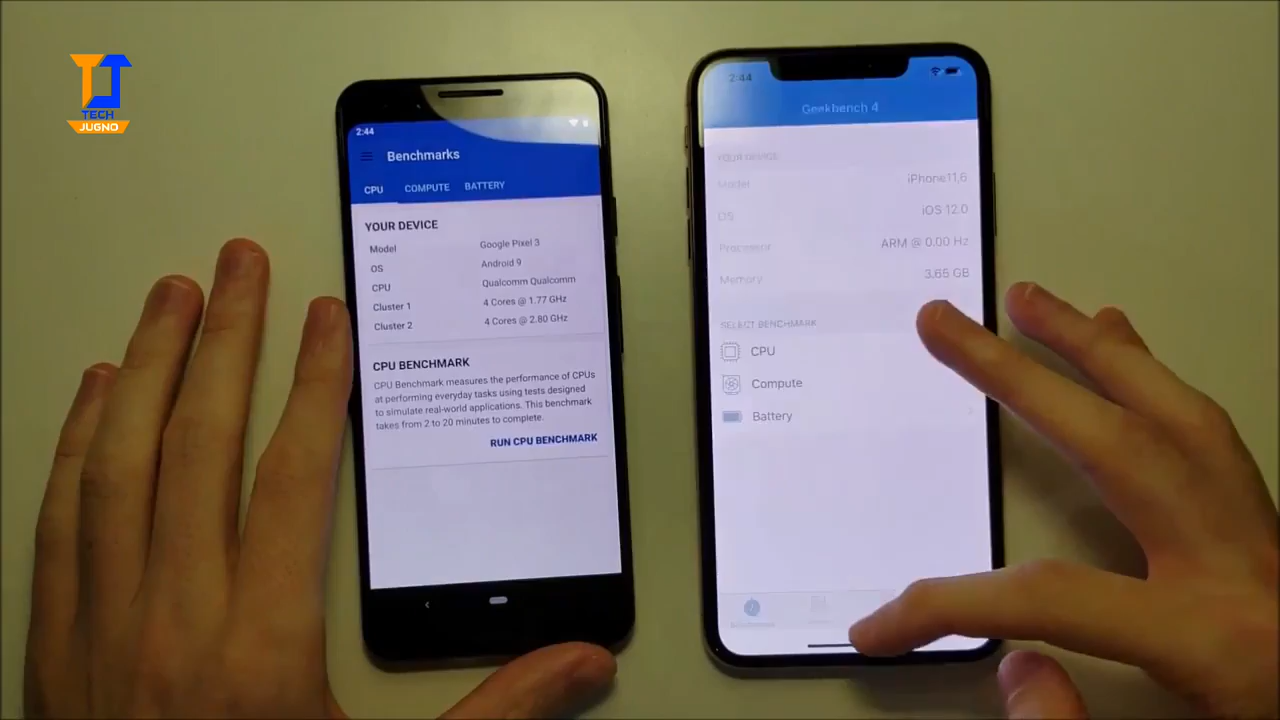 TECH
JUGNO
2:44
Benchmarks
CPU COMPUTE BATTERY
YOUR DEVICE
Model Google Pixel 3
OS Android 9
CPU Qualcomm Qualcomm
Cluster 1 4 Cores @ 1.77 GHz
Cluster 2 4 Cores @ 2.80 GHz
CPU BENCHMARK
CPU Benchmark measures the performance of CPUs
at performing everyday tasks using tests designed
to simulate real-world applications. This benchmark
takes from 2 to 20 minutes to complete.
RUN CPU BENCHMARK
2:44
Geekbench 4
YOUR DEVICE
Model iPhone11,6
OS iOS 12.0
Processor ARM @ 0.00 Hz
Memory 3.65 GB
SELECT BENCHMARK
CPU
Compute
Battery